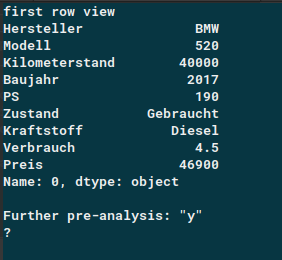 first row view
Hersteller BMW
Modell 520
Kilometerstand 40000
Baujahr 2017
PS 190
Zustand Gebraucht
Kraftstoff Diesel
Verbrauch 4.5
Preis 46900
Name: 0, dtype: object
Further pre-analysis: "y"
?